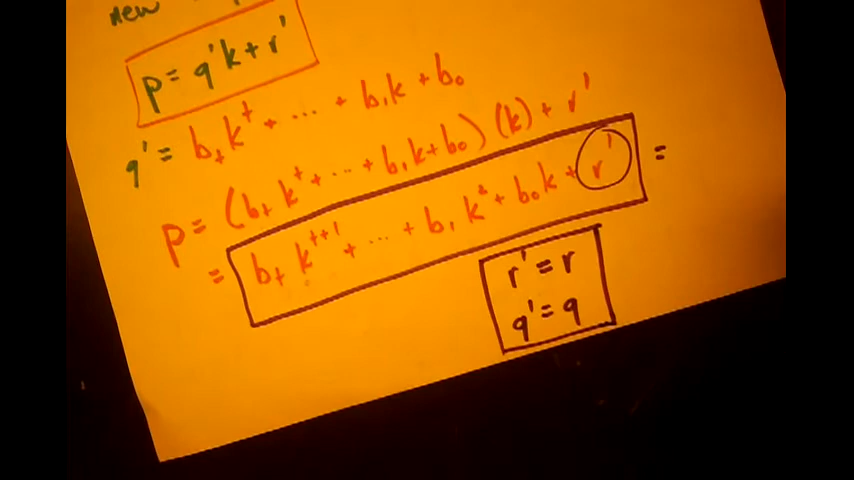 new
p = q'k + r'
q' = b_t k^t + ... + b_1 k + b_0
p = (b_t k^t + ... + b_1 k + b_0)(k) + r'
= b_t k^{t+1} + ... + b_1 k^2 + b_0 k + r' =
r' = r
q' = q